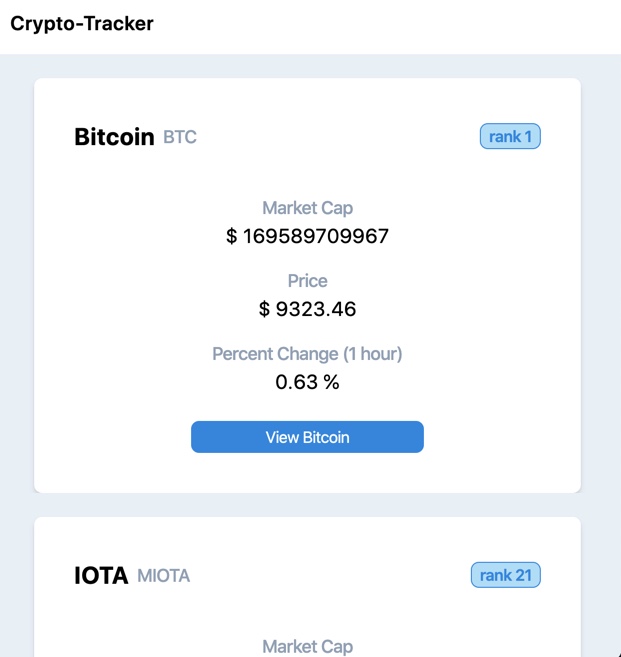 Crypto-Tracker
Bitcoin BTC rank 1
Market Cap
$ 169589709967
Price
$ 9323.46
Percent Change (1 hour)
0.63 %
View Bitcoin
IOTA MIOTA rank 21
Market Cap